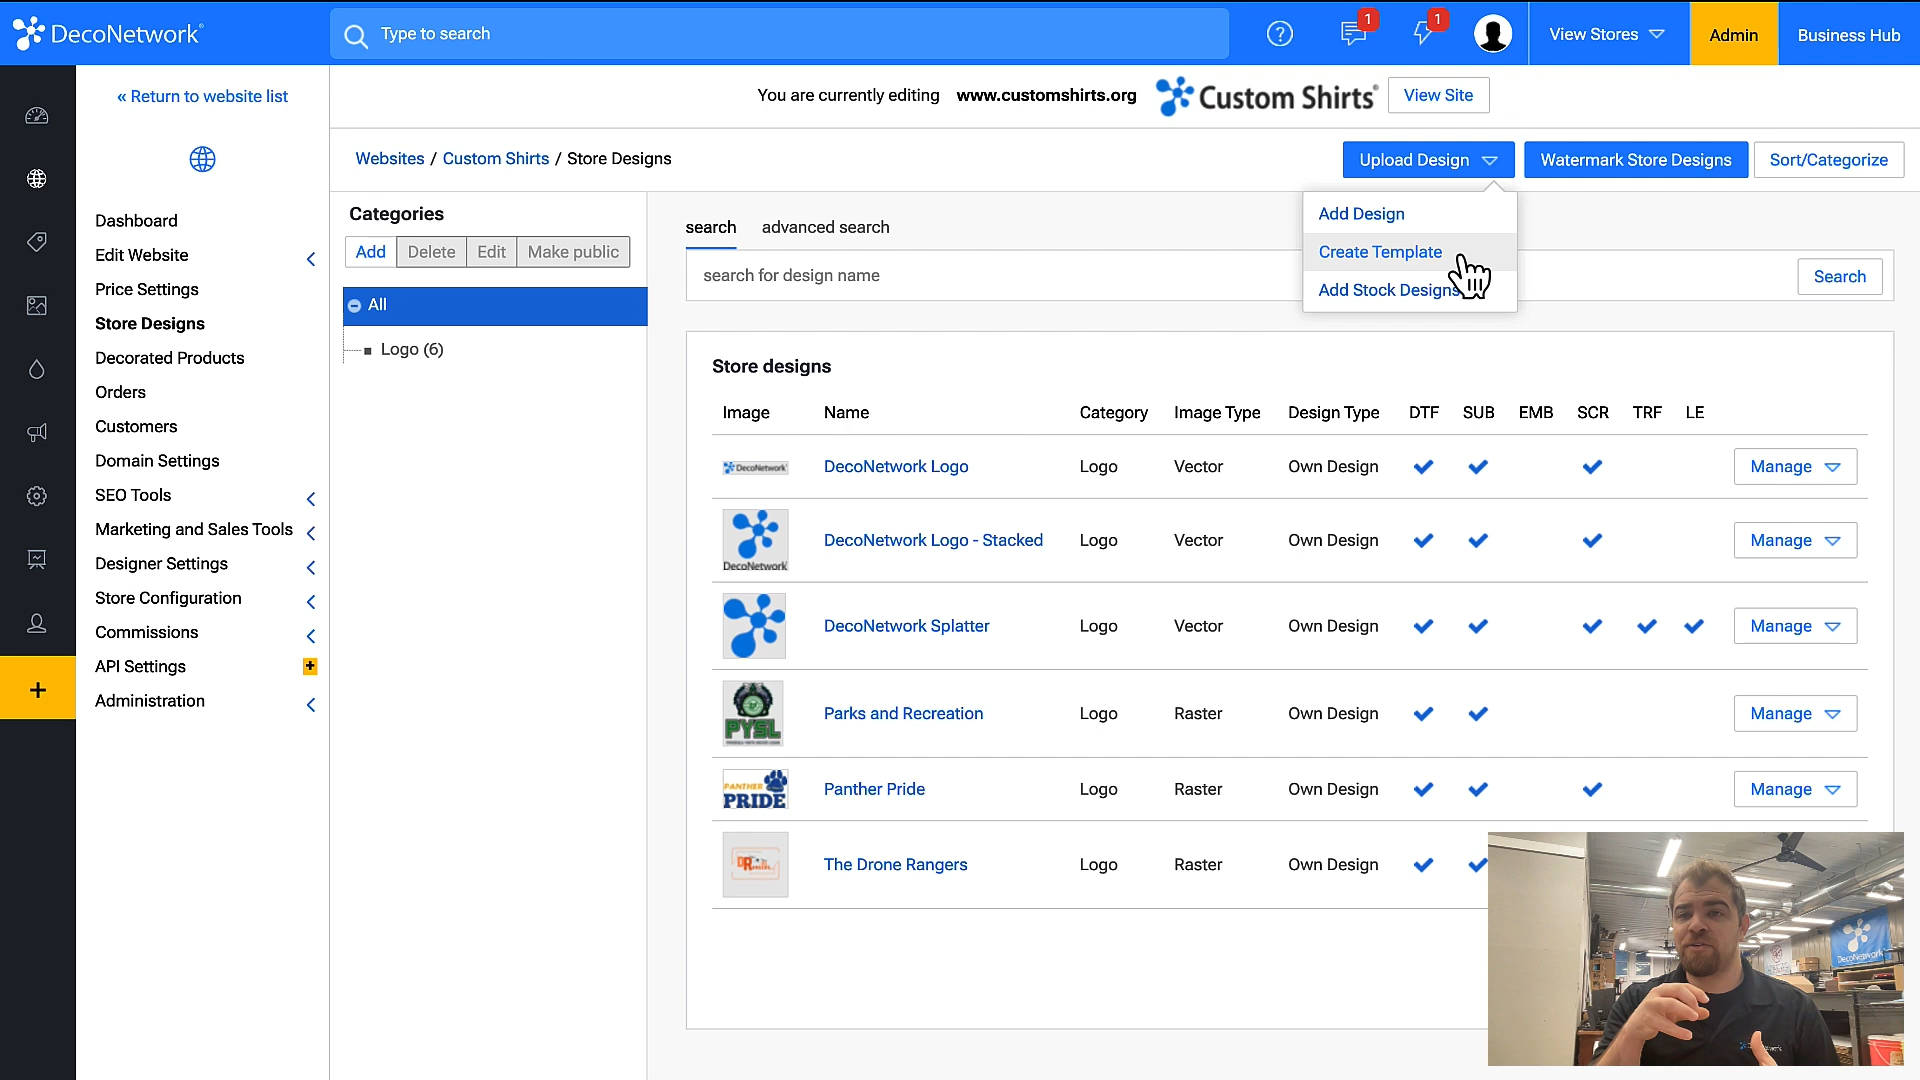 DecoNetwork®
Type to search
1
1
View Stores
Admin
Business Hub
« Return to website list
You are currently editing www.customshirts.org
Custom Shirts®
View Site
Websites / Custom Shirts / Store Designs
Upload Design
Watermark Store Designs
Sort/Categorize
Add Design
Create Template
Add Stock Designs
Dashboard
Edit Website
Price Settings
Store Designs
Decorated Products
Orders
Customers
Domain Settings
SEO Tools
Marketing and Sales Tools
Designer Settings
Store Configuration
Commissions
API Settings
Administration
Categories
Add
Delete
Edit
Make public
All
Logo (6)
search
advanced search
search for design name
Search
Store designs
Image Name Category Image Type Design Type DTF SUB EMB SCR TRF LE
DecoNetwork
DecoNetwork Logo Logo Vector Own Design Manage
DecoNetwork
DecoNetwork Logo - Stacked Logo Vector Own Design Manage
DecoNetwork Splatter Logo Vector Own Design Manage
PYSL
Parks and Recreation Logo Raster Own Design Manage
PANTHER
PRIDE
Panther Pride Logo Raster Own Design Manage
The Drone Rangers Logo Raster Own Design
DecoNetwork